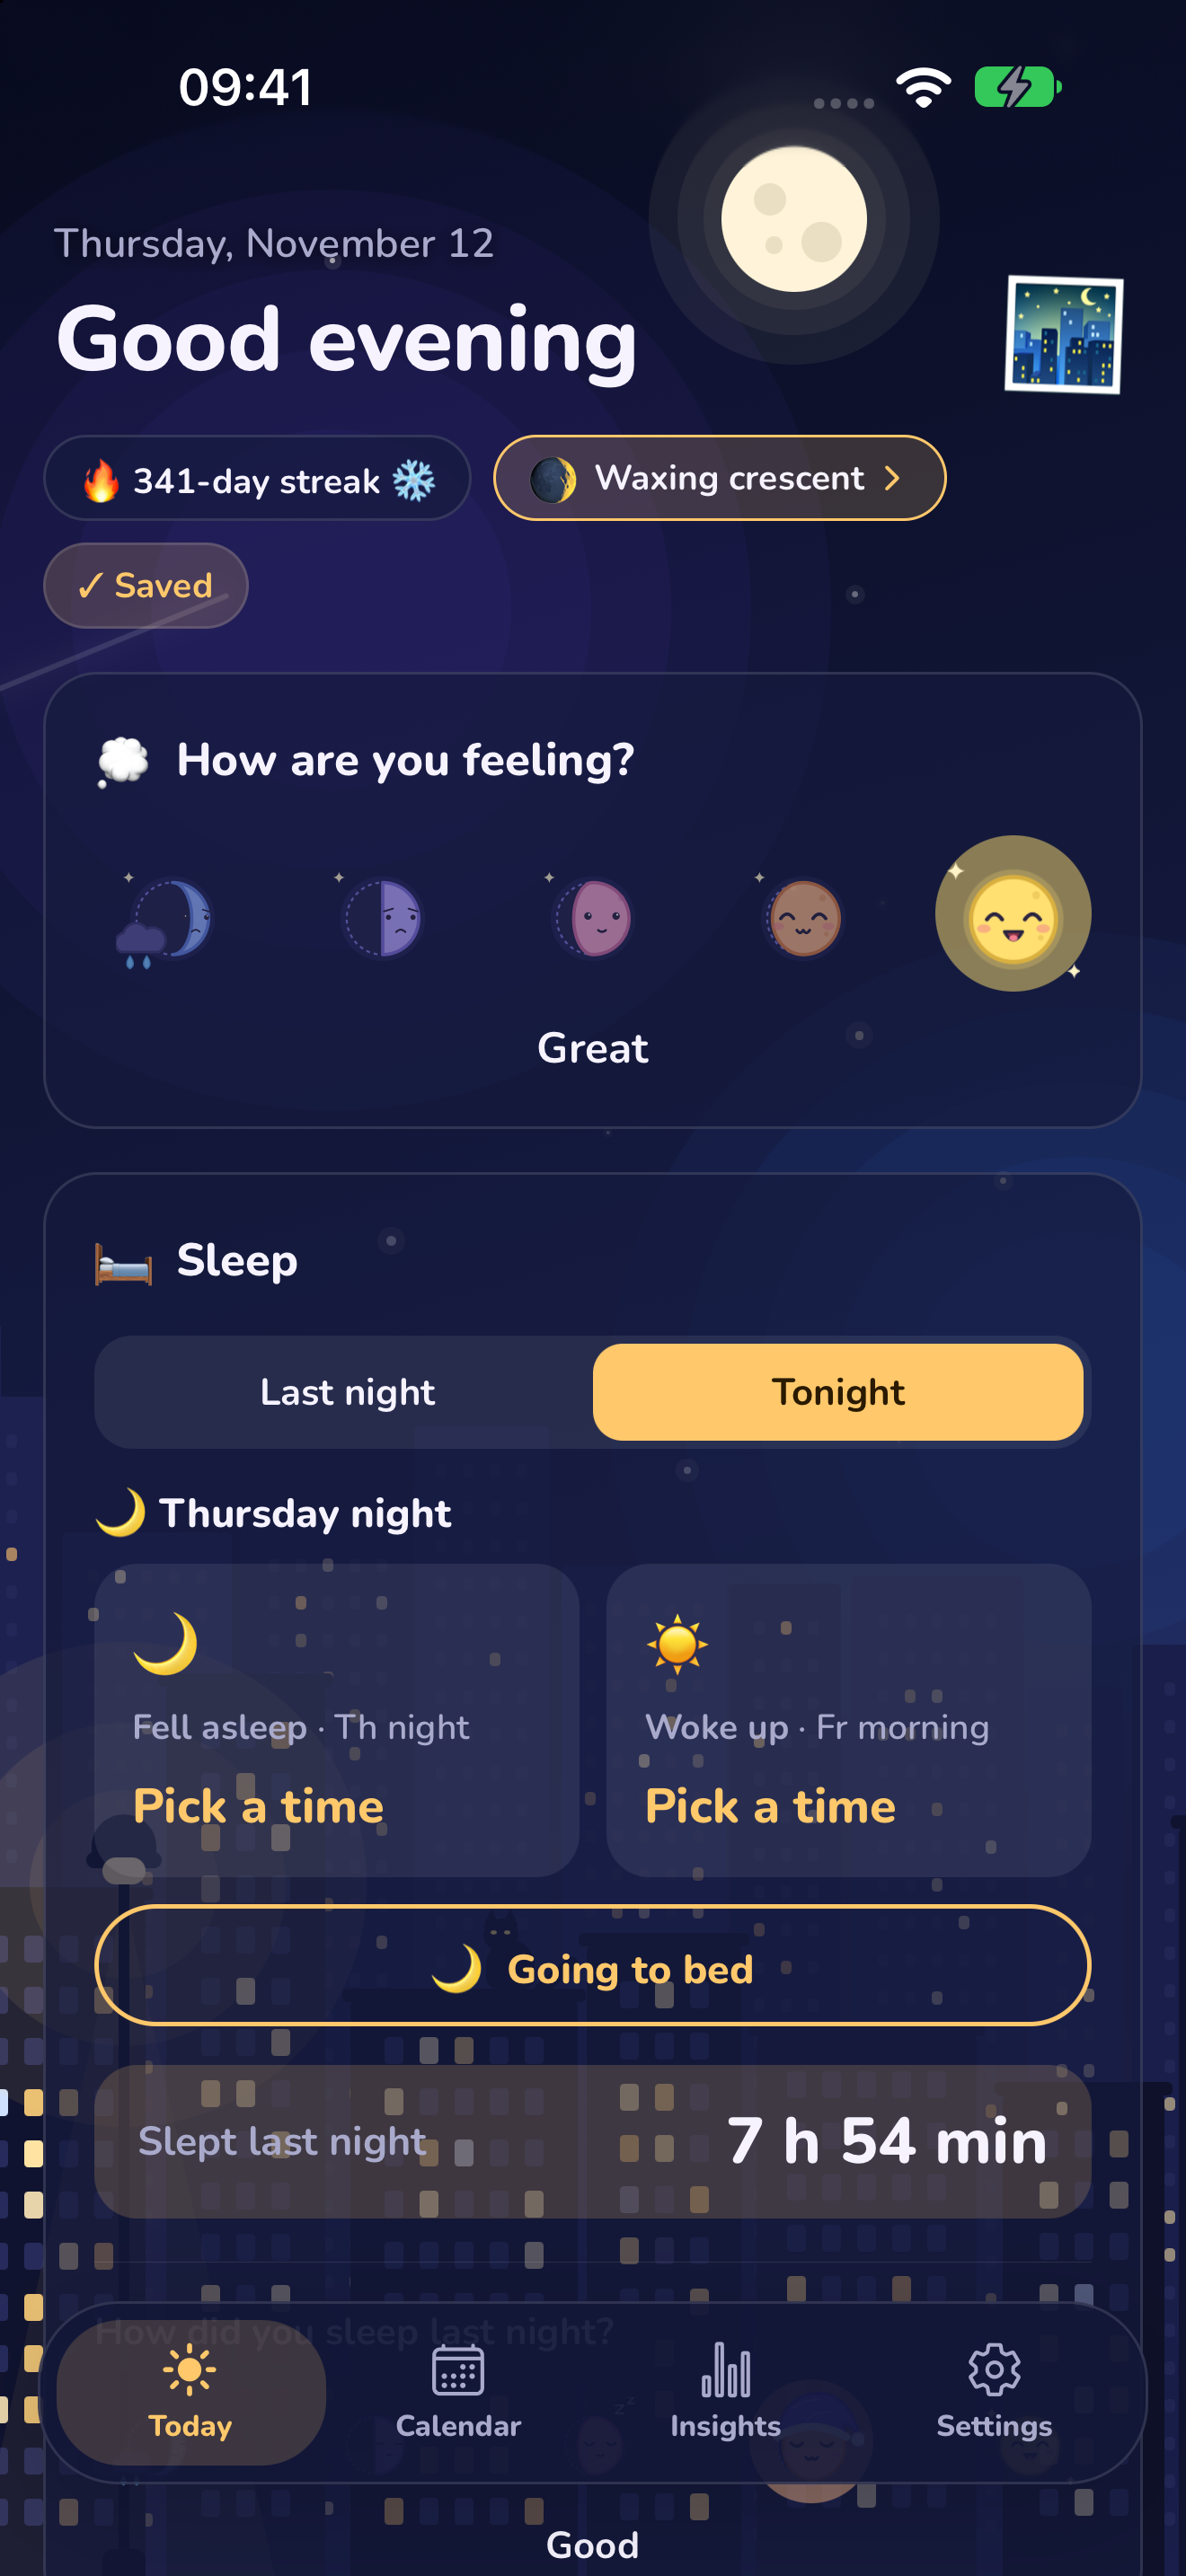 09:41
Thursday, November 12
Good evening
🔥 341-day streak ❄️
Waxing crescent
✓ Saved
How are you feeling?
Great
Sleep
Last night
Tonight
🌙 Thursday night
Fell asleep · Th night
Woke up · Fr morning
Pick a time
Pick a time
🌙 Going to bed
Slept last night
7 h 54 min
How did you sleep last night?
Today
Calendar
Insights
Settings
Good